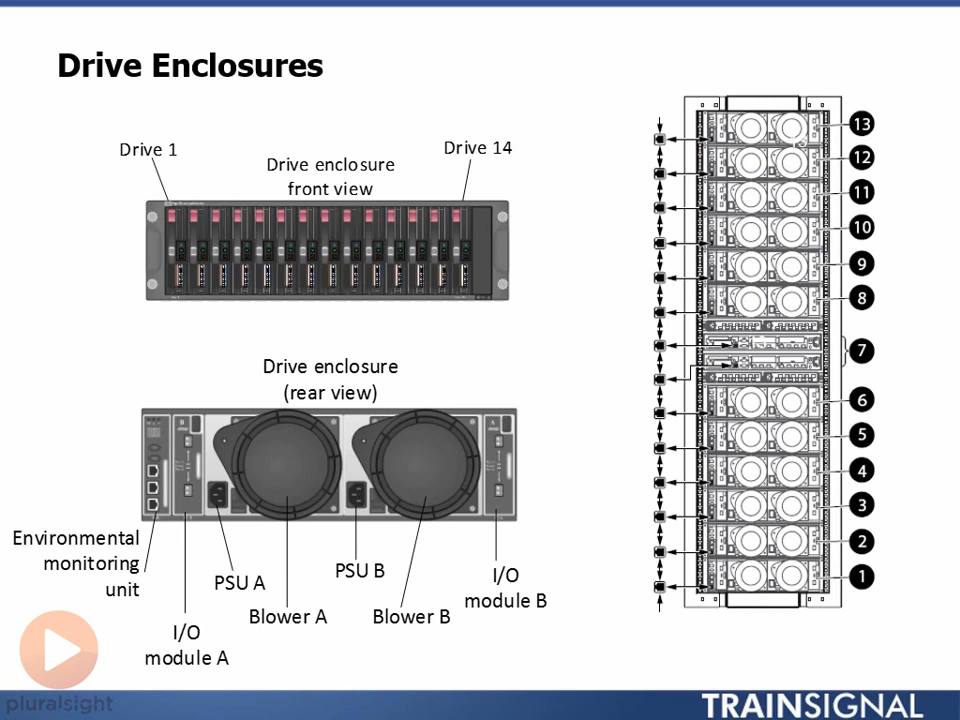 Drive Enclosures
Drive 1
Drive enclosure
front view
Drive 14
Drive enclosure
(rear view)
B
A
Environmental
monitoring
unit
I/O
module A
PSU A
Blower A
PSU B
Blower B
I/O
module B
13
12
11
10
9
8
7
6
5
4
3
2
1
pluralsight
TRAINSIGNAL